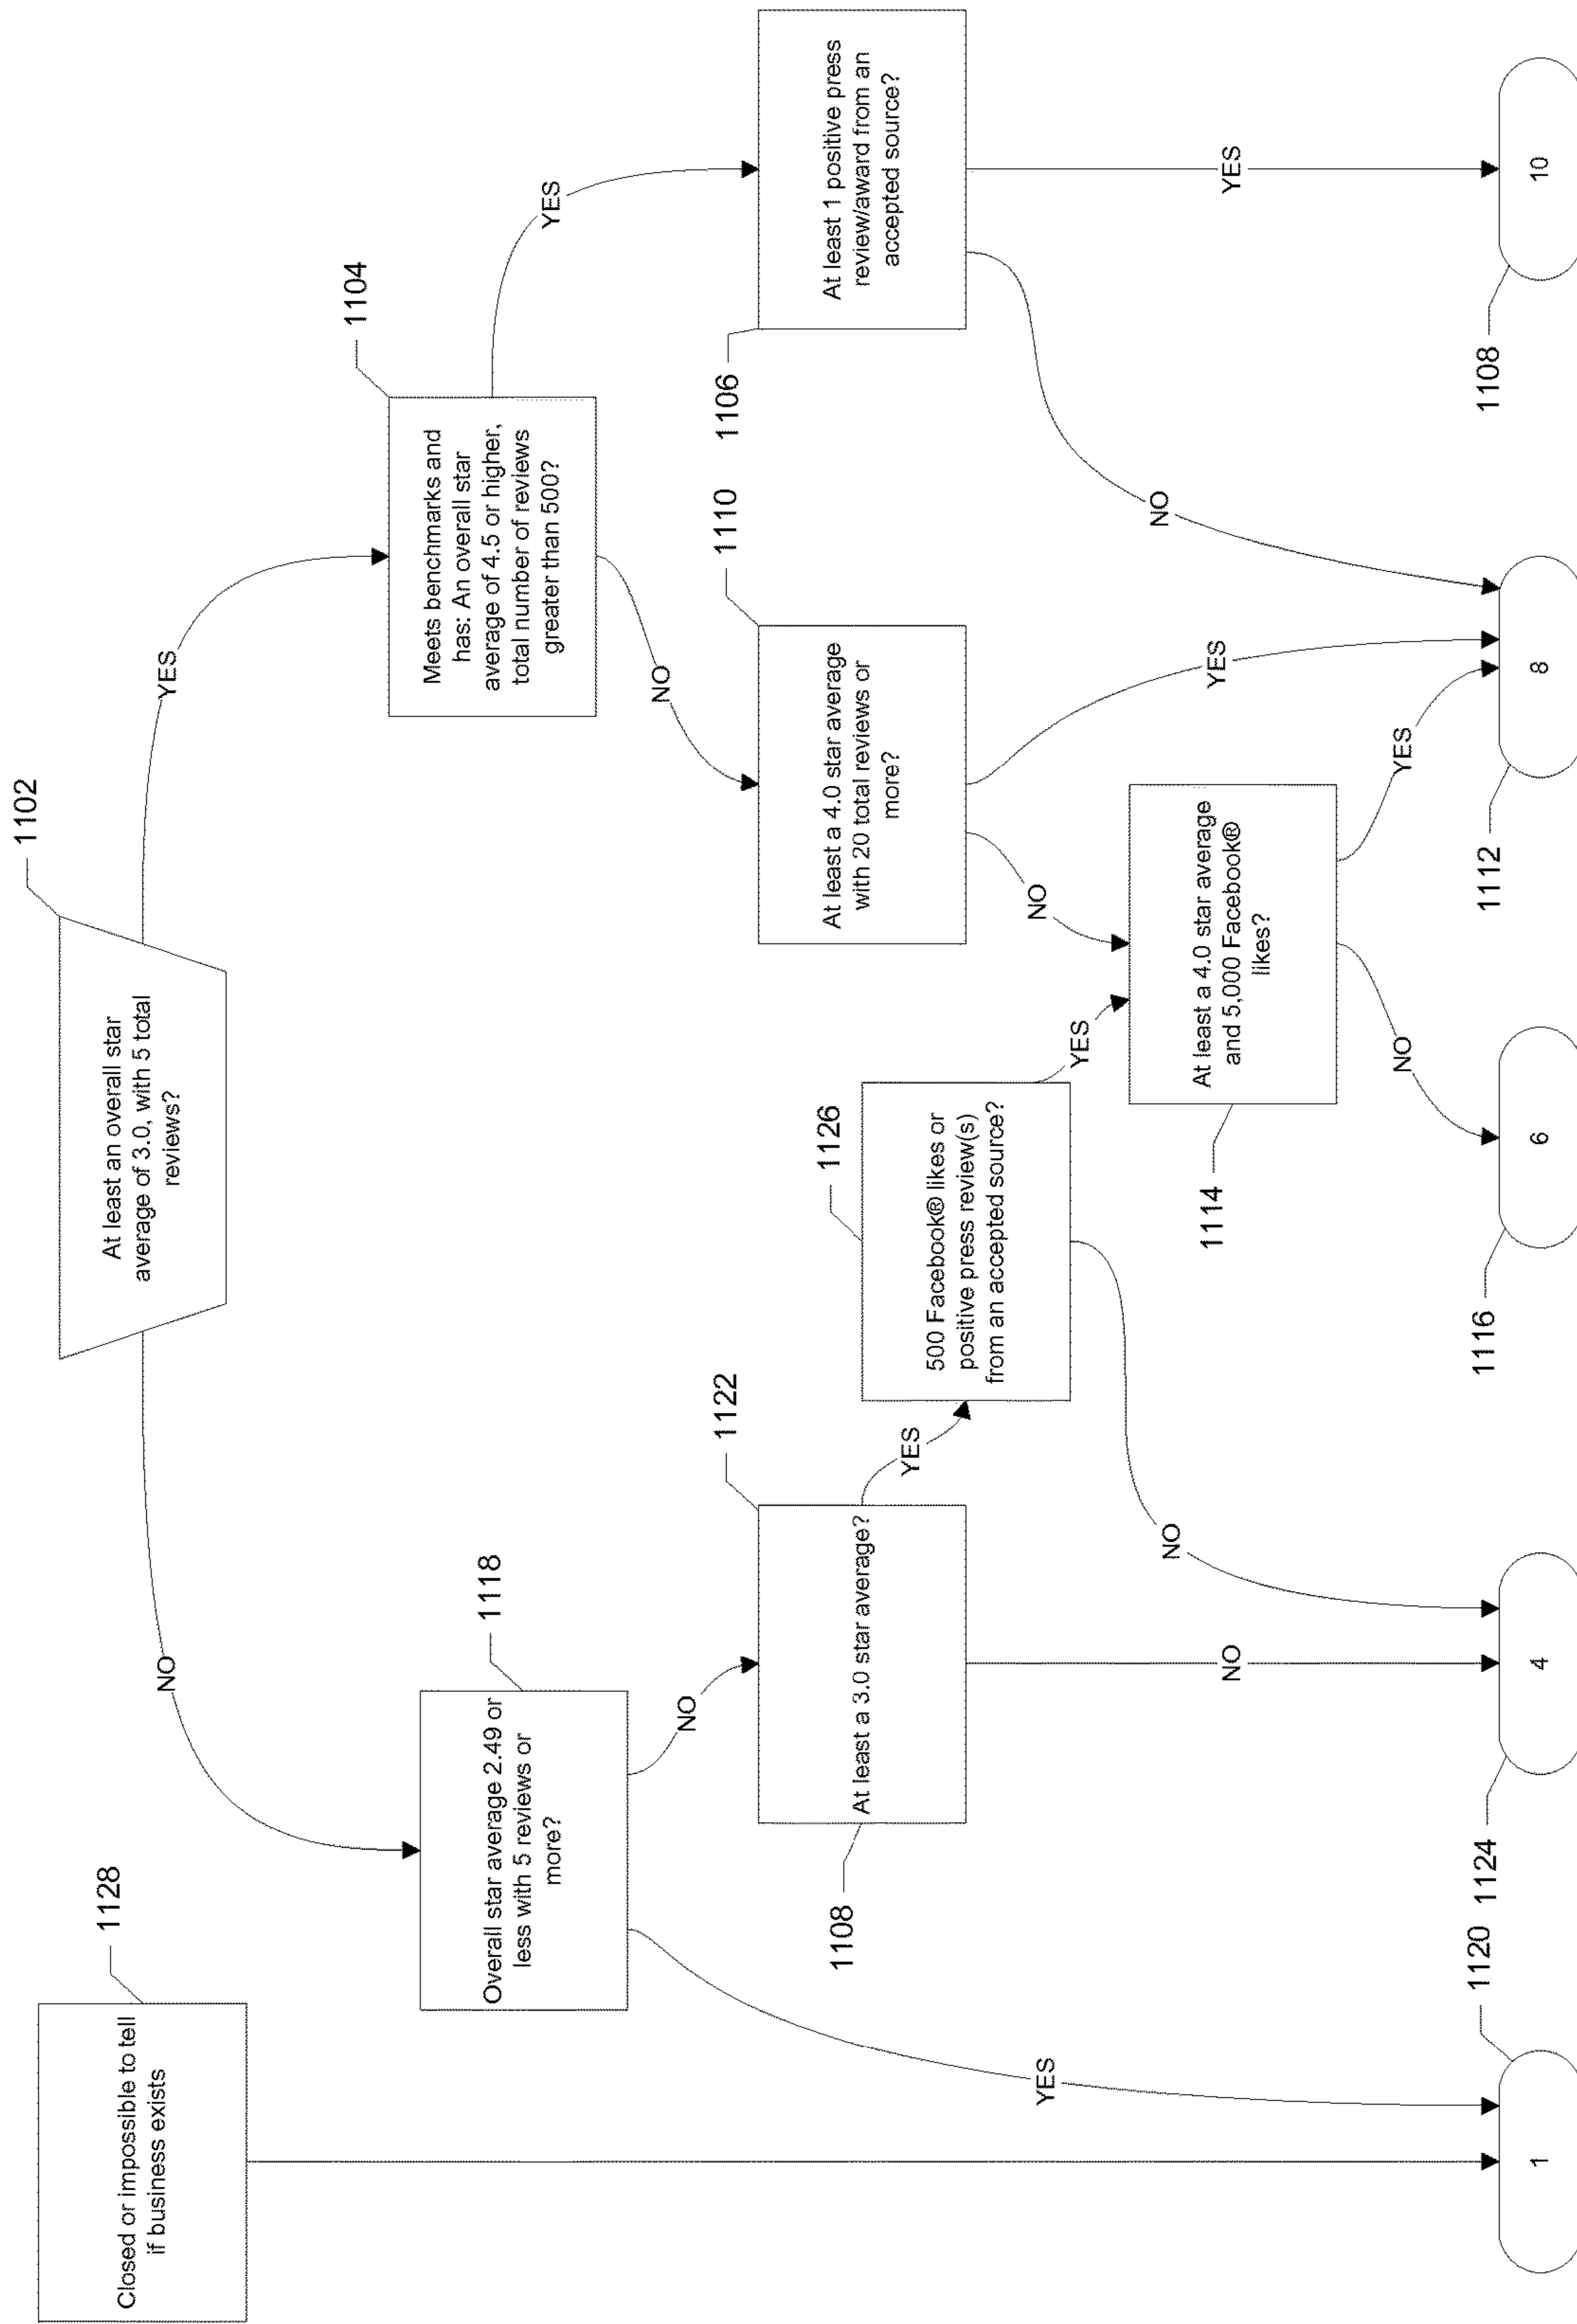 1128
Closed or impossible to tell
if business exists
1102
At least an overall star
average of 3.0, with 5 total
reviews?
NO
YES
1118
Overall star average 2.49 or
less with 5 reviews or
more?
1104
Meets benchmarks and
has: An overall star
average of 4.5 or higher,
total number of reviews
greater than 500?
YES
NO
NO
YES
1122
At least a 3.0 star average?
1108
YES
NO
1126
500 Facebook® likes or
positive press review(s)
from an accepted source?
YES
NO
1110
At least a 4.0 star average
with 20 total reviews or
more?
NO
YES
1106
At least 1 positive press
review/award from an
accepted source?
NO
YES
At least a 4.0 star average
and 5,000 Facebook®
likes?
1114
NO
YES
1120
1
1124
4
1116
6
1112
8
1108
10